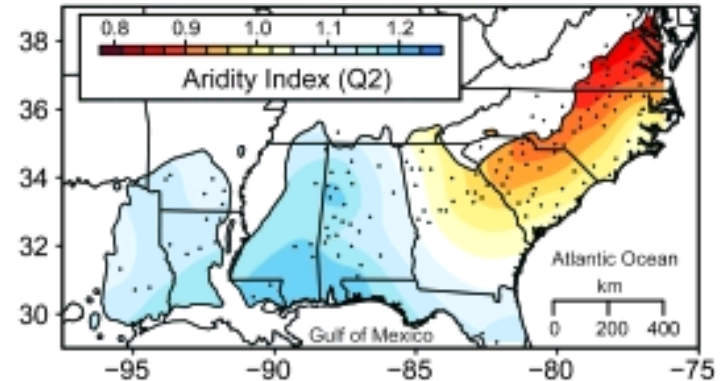 0.8 0.9 1.0 1.1 1.2
Aridity Index (Q2)
38
36
34
32
30
Atlantic Ocean
km
0 200 400
Gulf of Mexico
−95 −90 −85 −80 −75